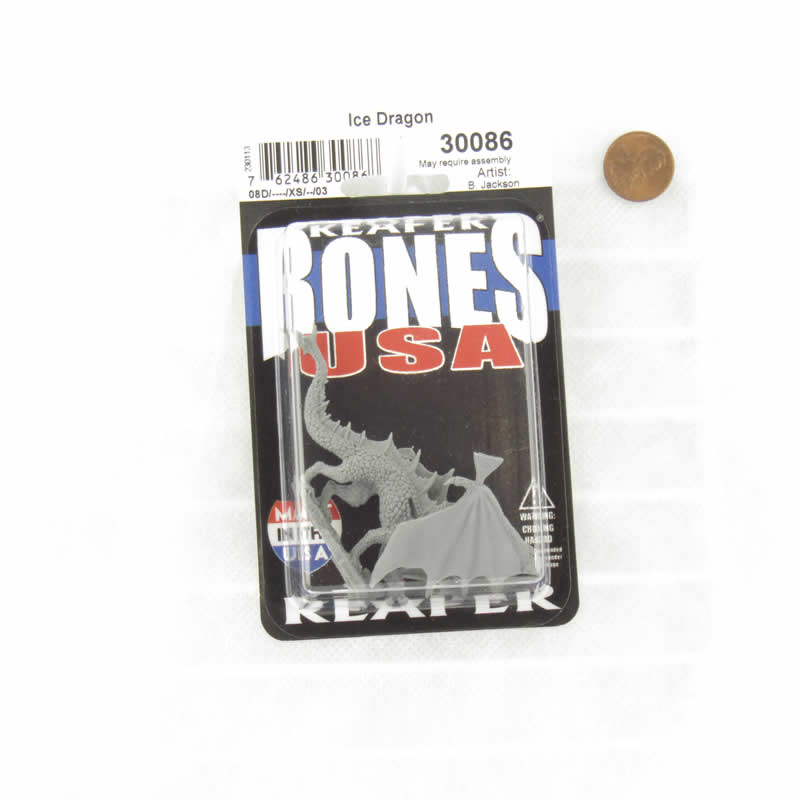 Ice Dragon
230113
30086
May require assembly
Artist:
B. Jackson
7 62486 30086
08D/----/XS/--/03
REAPER
BONES
USA
MADE
IN THE
USA
WARNING:
CHOKING
HAZARD
REAPER